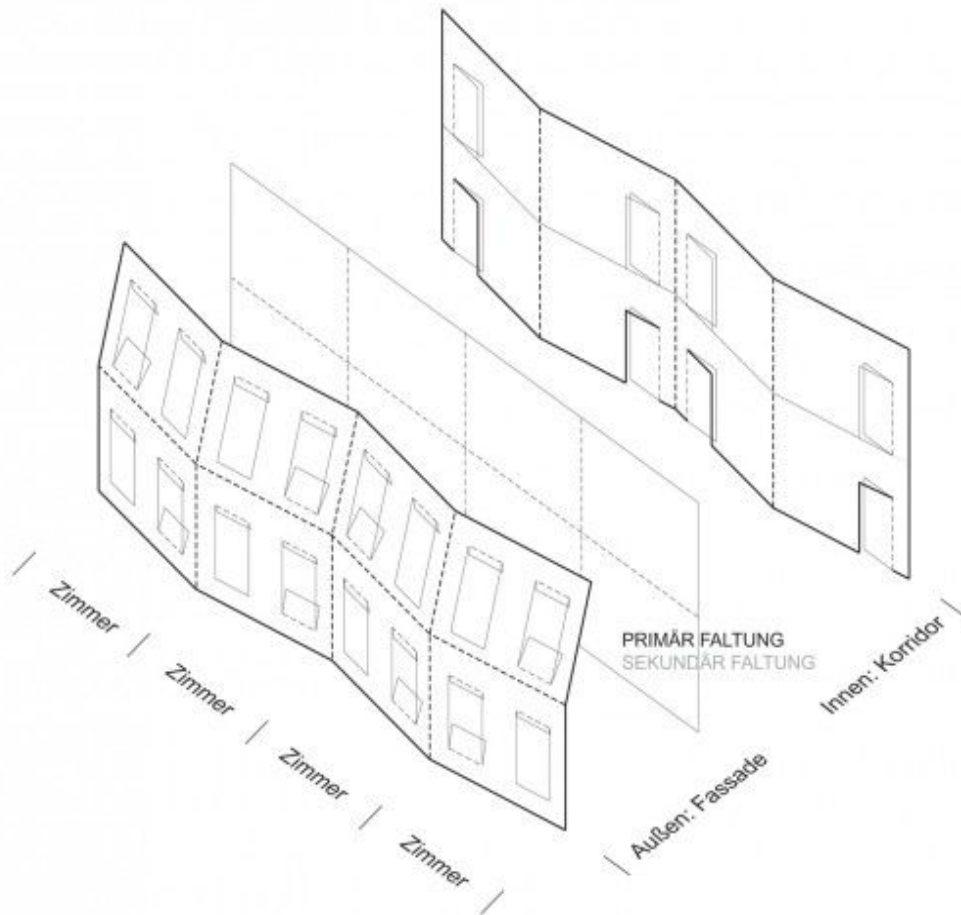 Zimmer
Zimmer
Zimmer
Zimmer
PRIMÄR FALTUNG
SEKUNDÄR FALTUNG
Außen: Fassade
Innen: Korridor